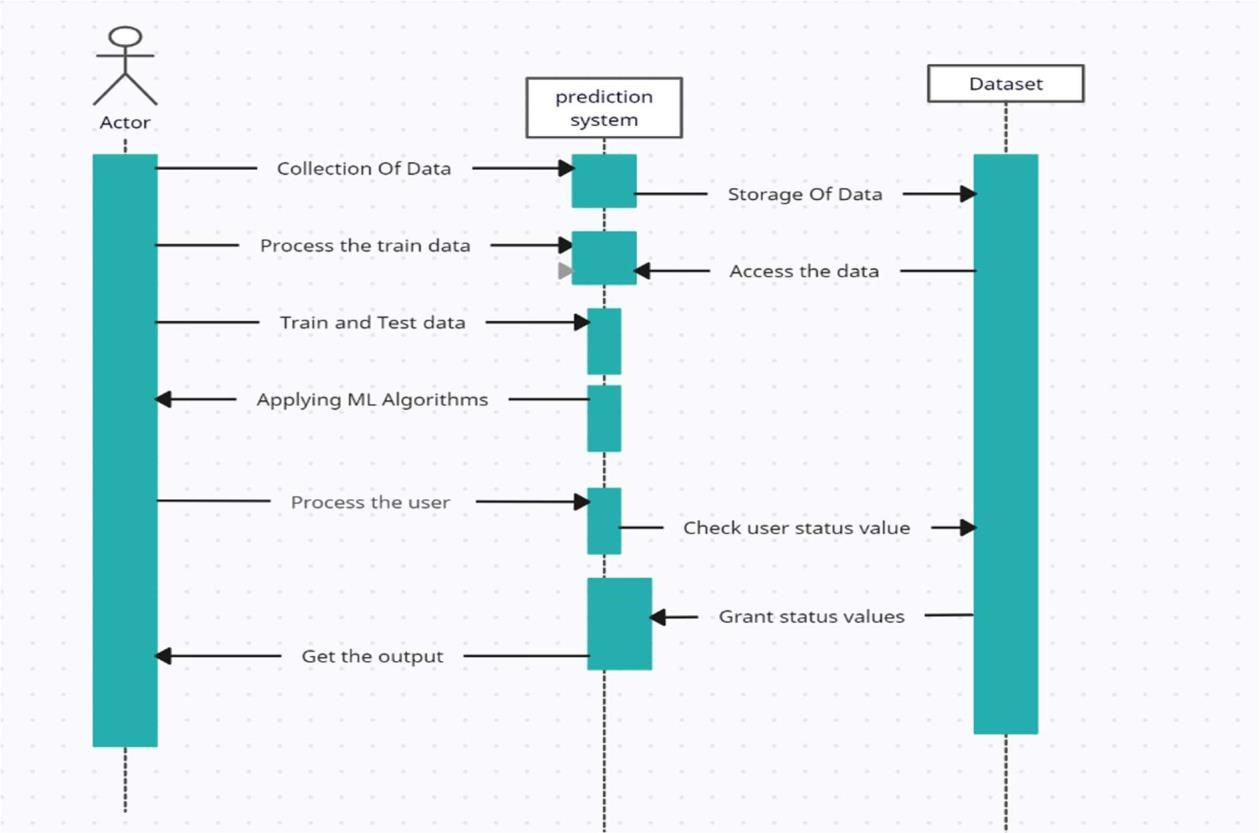 Actor
prediction
system
Dataset
Collection Of Data
Storage Of Data
Process the train data
Access the data
Train and Test data
Applying ML Algorithms
Process the user
Check user status value
Grant status values
Get the output